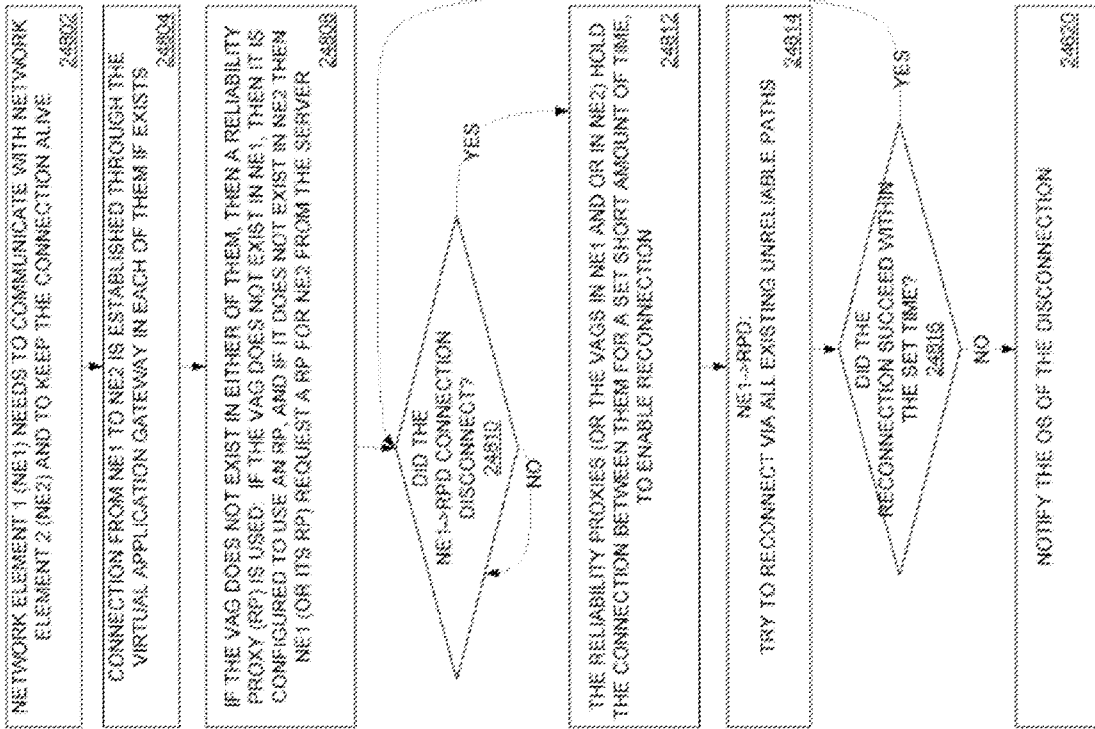 NETWORK ELEMENT 1 (NE1) NEEDS TO COMMUNICATE WITH NETWORK
ELEMENT 2 (NE2) AND TO KEEP THE CONNECTION ALIVE
24802
CONNECTION FROM NE1 TO NE2 IS ESTABLISHED THROUGH THE
VIRTUAL APPLICATION GATEWAY IN EACH OF THEM IF EXISTS
24804
IF THE VAG DOES NOT EXIST IN EITHER OF THEM, THEN A RELIABILITY
PROXY (RP) IS USED: IF THE VAG DOES NOT EXIST IN NE1, THEN IT IS
CONFIGURED TO USE AN RP, AND IF IT DOES NOT EXIST IN NE2 THEN
NE1 (OR ITS RP) REQUEST A RP FOR NE2 FROM THE SERVER
DID THE
NE1->RPD CONNECTION
DISCONNECT?
24810
YES
NO
THE RELIABILITY PROXIES (OR THE VAGS IN NE1 AND OR IN NE2) HOLD
THE CONNECTION BETWEEN THEM FOR A SET SHORT AMOUNT OF TIME,
TO ENABLE RECONNECTION
24812
NE1->RPD:
TRY TO RECONNECT VIA ALL EXISTING UNRELIABLE PATHS
24814
DID THE
RECONNECTION SUCCEED WITHIN
THE SET TIME?
24816
YES
NO
NOTIFY THE OS OF THE DISCONNECTION
24820